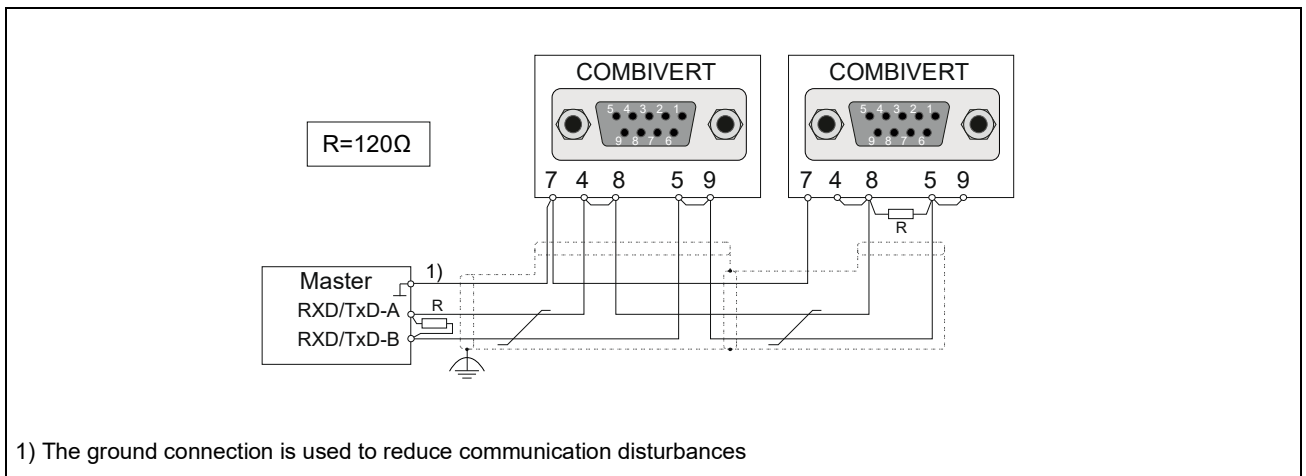 COMBIVERT
COMBIVERT
5 4 3 2 1
5 4 3 2 1
9 8 7 6
9 8 7 6
R=120Ω
7 4 8 5 9
7 4 8 5 9
R
Master
1)
RXD/TxD-A
R
RXD/TxD-B
1) The ground connection is used to reduce communication disturbances